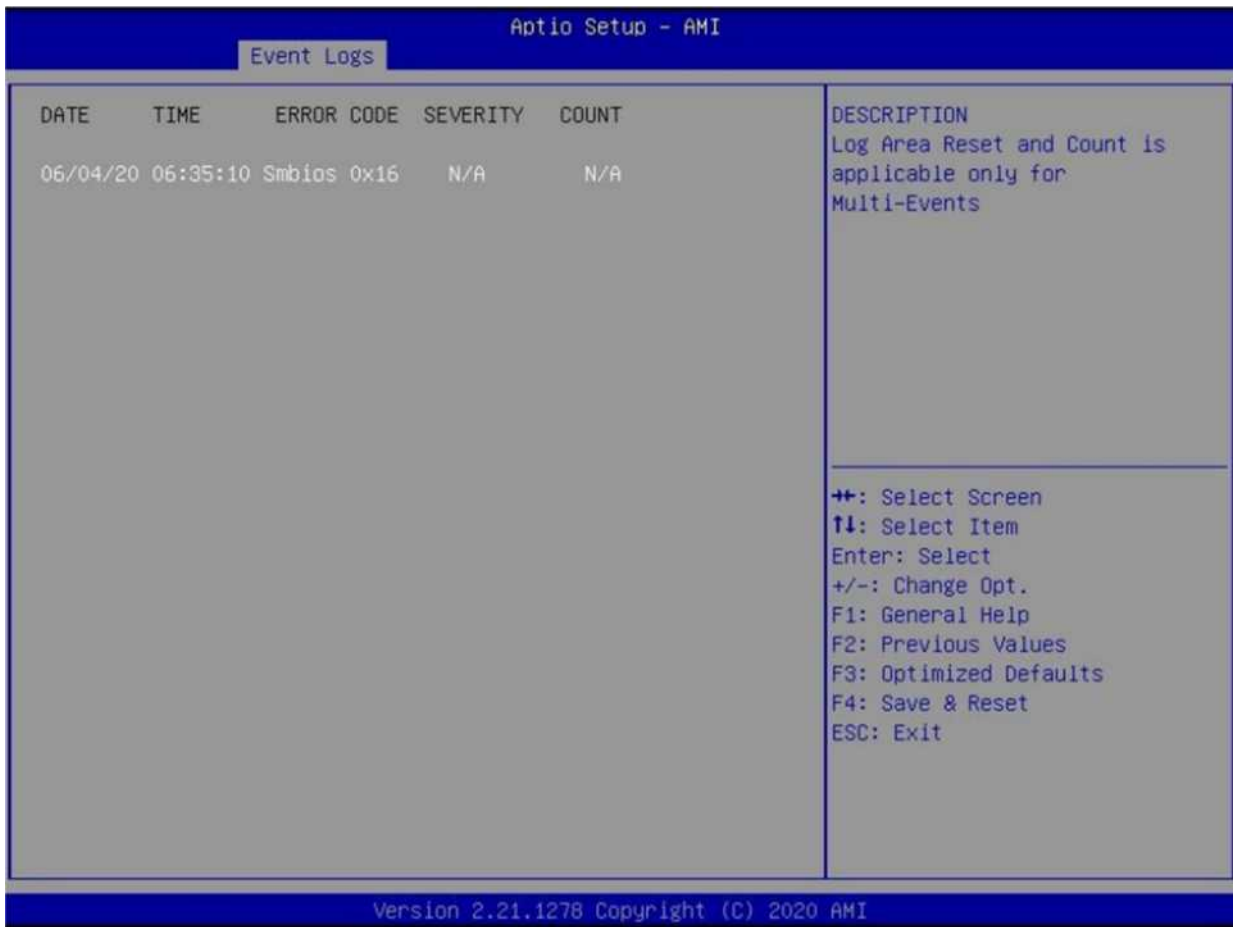 Aptio Setup - AMI
Event Logs
DATE TIME ERROR CODE SEVERITY COUNT
06/04/20 06:35:10 Smbios 0x16 N/A N/A
DESCRIPTION
Log Area Reset and Count is
applicable only for
Multi-Events
→←: Select Screen
↑↓: Select Item
Enter: Select
+/-: Change Opt.
F1: General Help
F2: Previous Values
F3: Optimized Defaults
F4: Save & Reset
ESC: Exit
Version 2.21.1278 Copyright (C) 2020 AMI